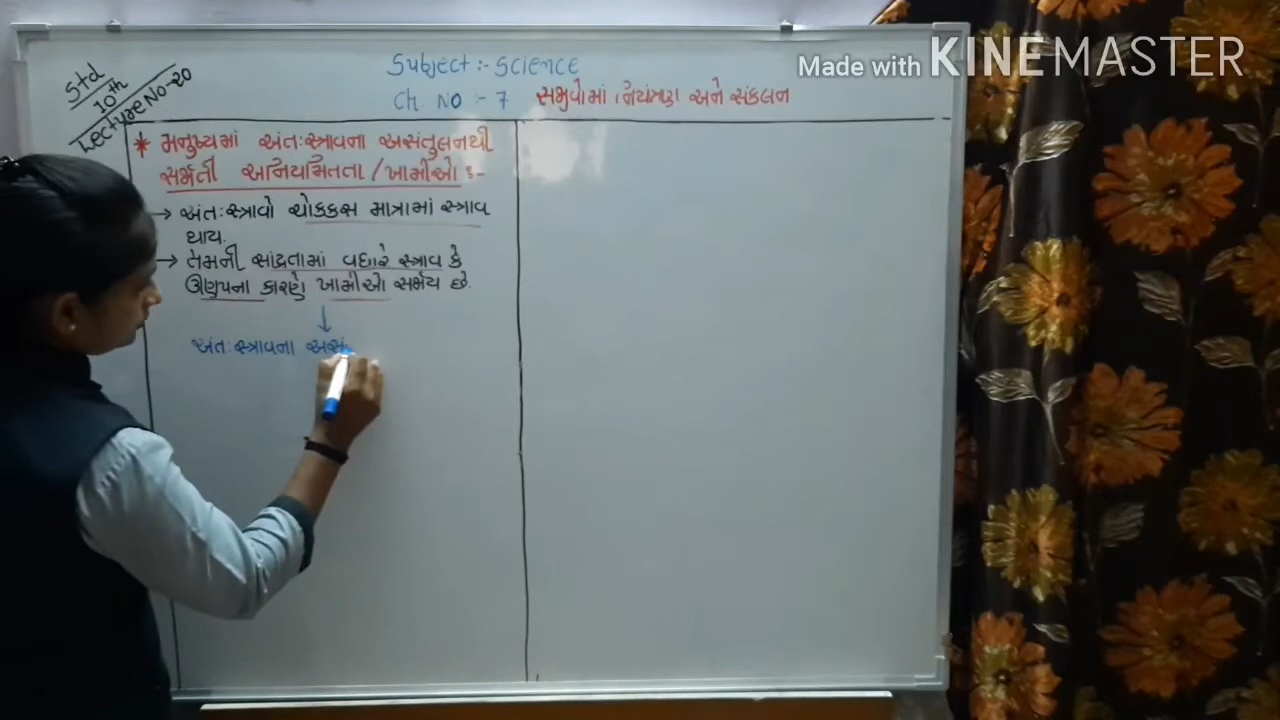 Made with KINEMASTER
Std
10th
Lecture No-20
Subject :- Science
Ch. NO :- 7 સજીવોમાં નિયંત્રણ અને સંકલન
* મનુષ્યમાં અંતઃસ્ત્રાવના અસંતુલનથી
સર્જાતી અનિયમિતતા / ખામીઓ :-
→ અંતઃસ્ત્રાવો ચોક્કસ માત્રામાં સ્ત્રાવ
થાય.
→ તેમની સાંદ્રતામાં વધારે સ્ત્રાવ કે
ઊણપના કારણે ખામીઓ સર્જાય છે.
↓
અંતઃસ્ત્રાવના અસં